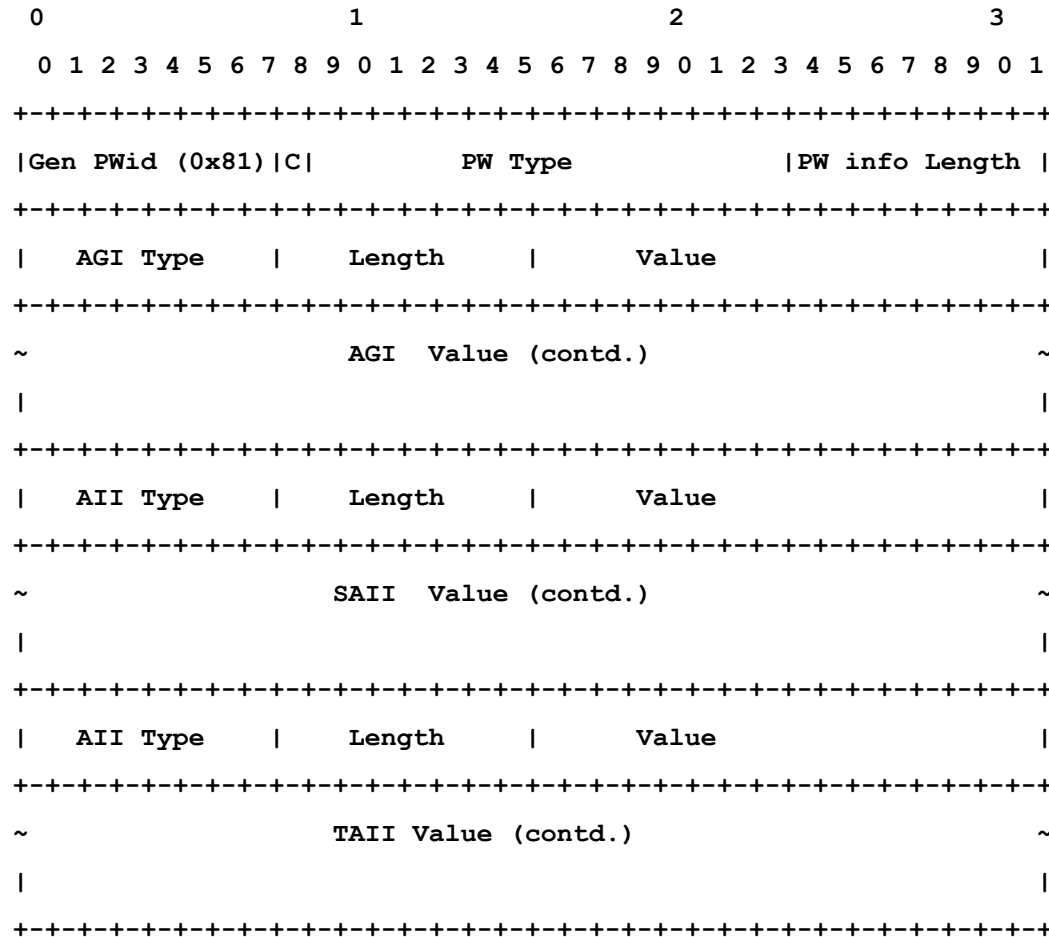 0                   1                   2                   3
 0 1 2 3 4 5 6 7 8 9 0 1 2 3 4 5 6 7 8 9 0 1 2 3 4 5 6 7 8 9 0 1
+-+-+-+-+-+-+-+-+-+-+-+-+-+-+-+-+-+-+-+-+-+-+-+-+-+-+-+-+-+-+-+-+
|Gen PWid (0x81)|C|         PW Type             |PW info Length |
+-+-+-+-+-+-+-+-+-+-+-+-+-+-+-+-+-+-+-+-+-+-+-+-+-+-+-+-+-+-+-+-+
|   AGI Type    |    Length     |      Value                    |
+-+-+-+-+-+-+-+-+-+-+-+-+-+-+-+-+-+-+-+-+-+-+-+-+-+-+-+-+-+-+-+-+
~                    AGI  Value (contd.)                        ~
|                                                               |
+-+-+-+-+-+-+-+-+-+-+-+-+-+-+-+-+-+-+-+-+-+-+-+-+-+-+-+-+-+-+-+-+
|   AII Type    |    Length     |      Value                    |
+-+-+-+-+-+-+-+-+-+-+-+-+-+-+-+-+-+-+-+-+-+-+-+-+-+-+-+-+-+-+-+-+
~                   SAII  Value (contd.)                        ~
|                                                               |
+-+-+-+-+-+-+-+-+-+-+-+-+-+-+-+-+-+-+-+-+-+-+-+-+-+-+-+-+-+-+-+-+
|   AII Type    |    Length     |      Value                    |
+-+-+-+-+-+-+-+-+-+-+-+-+-+-+-+-+-+-+-+-+-+-+-+-+-+-+-+-+-+-+-+-+
~                   TAII Value (contd.)                         ~
|                                                               |
+-+-+-+-+-+-+-+-+-+-+-+-+-+-+-+-+-+-+-+-+-+-+-+-+-+-+-+-+-+-+-+-+